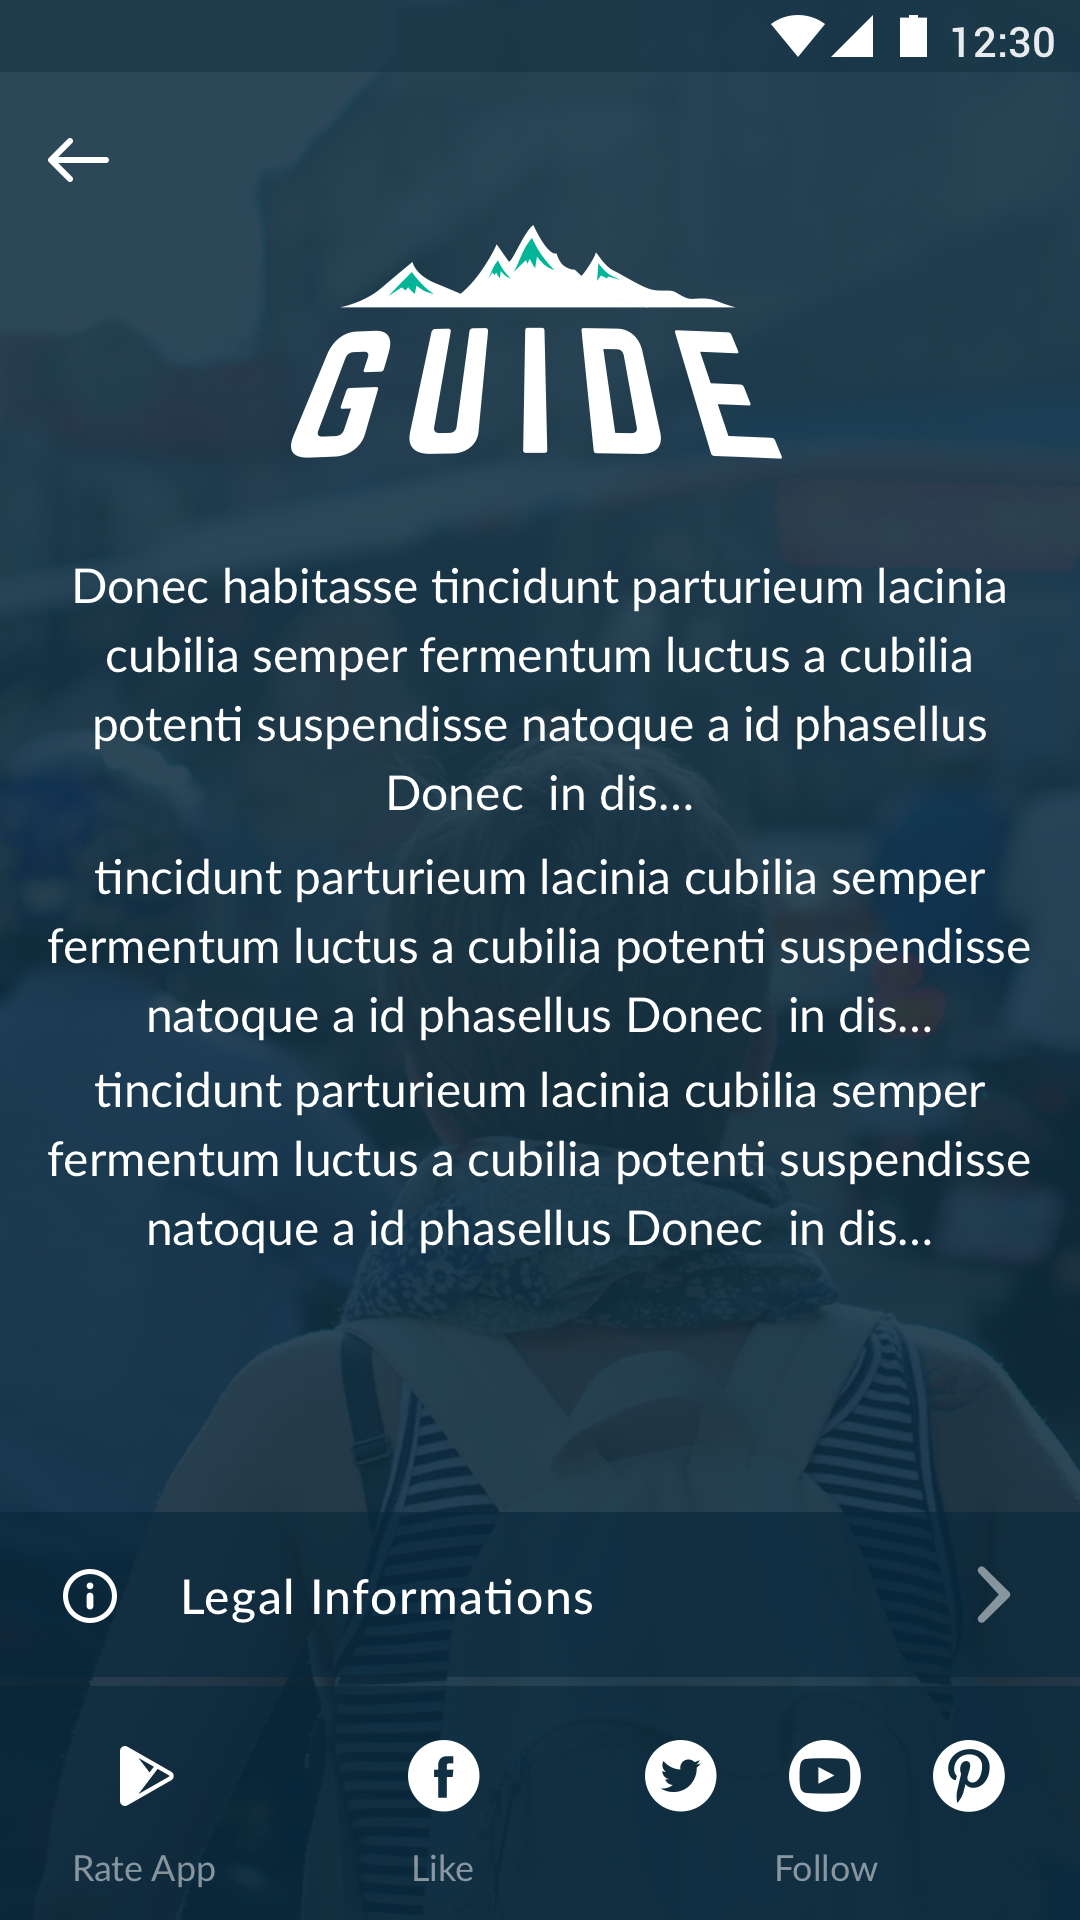 12:30
GUIDE
Donec habitasse tincidunt parturieum lacinia
cubilia semper fermentum luctus a cubilia
potenti suspendisse natoque a id phasellus
Donec  in dis...
tincidunt parturieum lacinia cubilia semper
fermentum luctus a cubilia potenti suspendisse
natoque a id phasellus Donec  in dis...
tincidunt parturieum lacinia cubilia semper
fermentum luctus a cubilia potenti suspendisse
natoque a id phasellus Donec  in dis...
Legal Informations
Rate App
Like
Follow